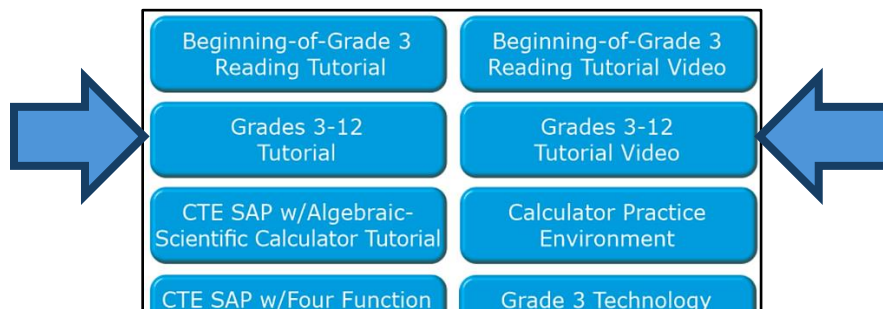 Beginning-of-Grade 3
Reading Tutorial
Beginning-of-Grade 3
Reading Tutorial Video
Grades 3-12
Tutorial
Grades 3-12
Tutorial Video
CTE SAP w/Algebraic-
Scientific Calculator Tutorial
Calculator Practice
Environment
CTE SAP w/Four Function
Grade 3 Technology